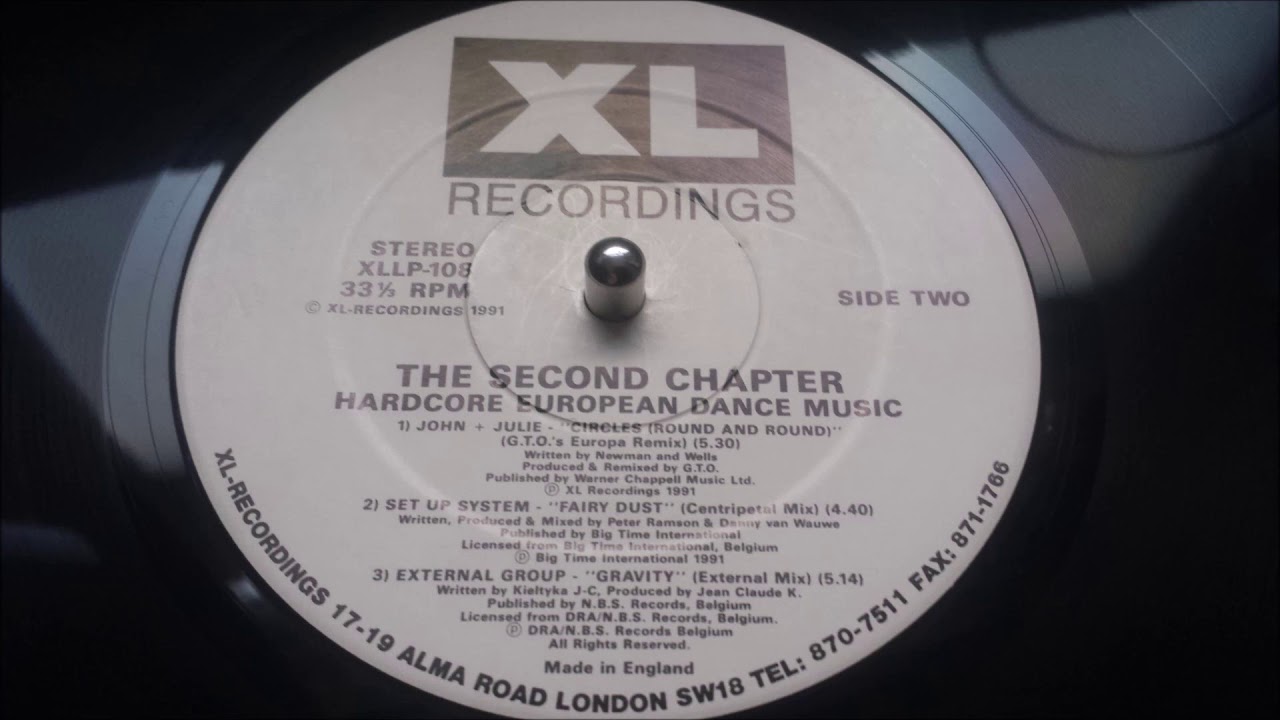 XL
RECORDINGS
STEREO
XLLP-108
33⅓ RPM
© XL-RECORDINGS 1991
SIDE TWO
THE SECOND CHAPTER
HARDCORE EUROPEAN DANCE MUSIC
1) JOHN + JULIE - "CIRCLES (ROUND AND ROUND)"
(G.T.O.'s Europa Remix) (5.30)
Written by Newman and Wells
Produced & Remixed by G.T.O.
Published by Warner Chappell Music Ltd.
℗ XL Recordings 1991
2) SET UP SYSTEM - "FAIRY DUST" (Centripetal Mix) (4.40)
Written, Produced & Mixed by Peter Ramson & Danny van Wauwe
Published by Big Time International
Licensed from Big Time International, Belgium
℗ Big Time International 1991
3) EXTERNAL GROUP - "GRAVITY" (External Mix) (5.14)
Written by Kieltyka J-C, Produced by Jean Claude K.
Published by N.B.S. Records, Belgium
Licensed from DRA/N.B.S. Records, Belgium.
℗ DRA/N.B.S. Records Belgium
All Rights Reserved.
Made in England
XL-RECORDINGS 17-19 ALMA ROAD LONDON SW18 TEL: 870-7511 FAX: 871-1766